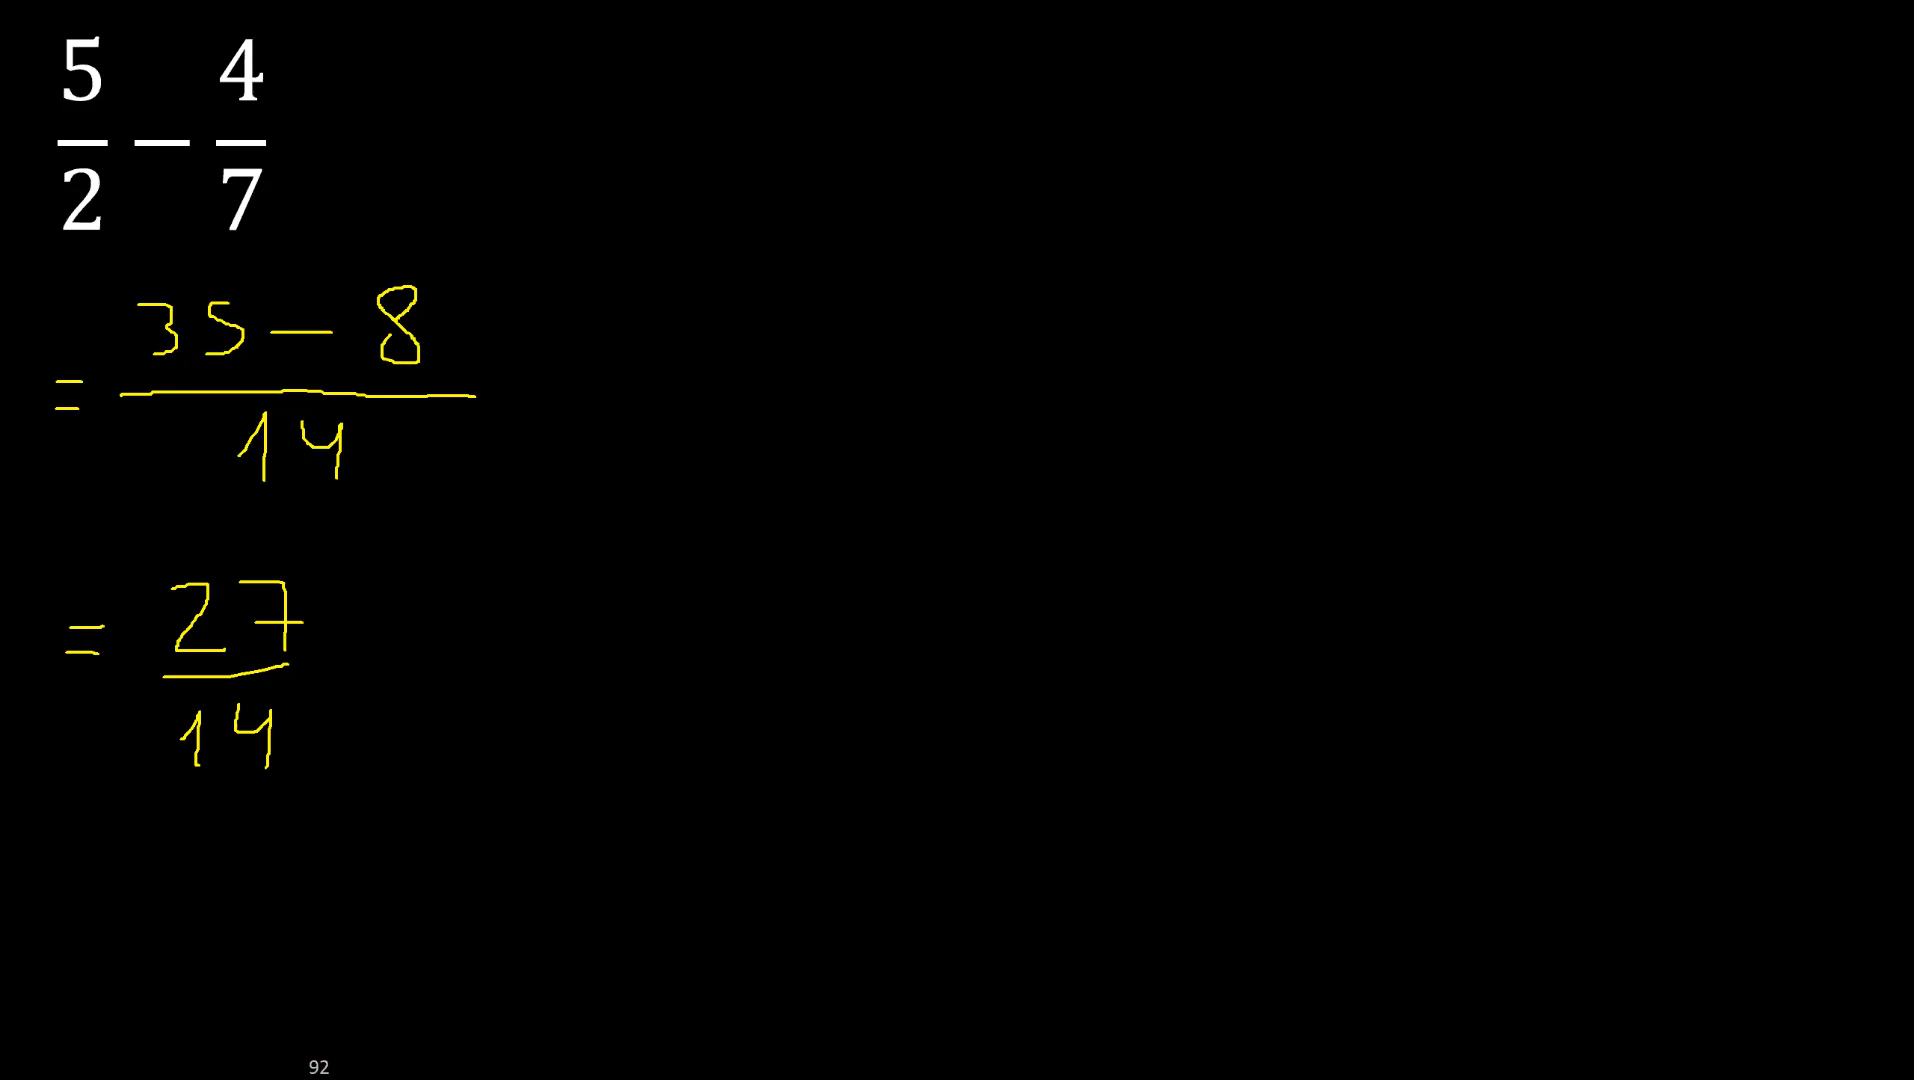 5/2 − 4/7
= (35 − 8)/14
= 27/14
92